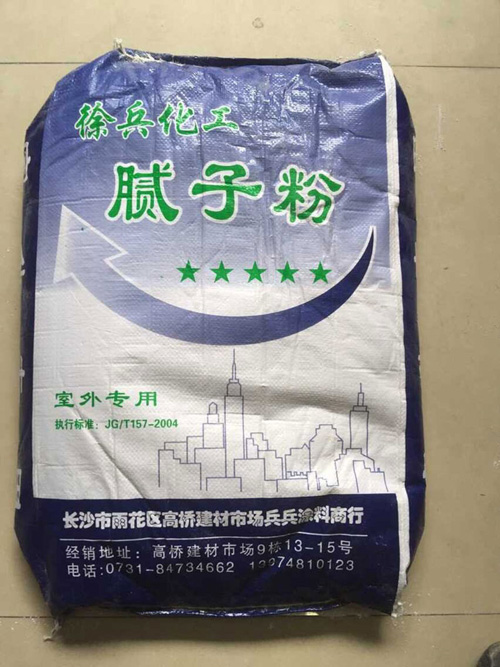 徐兵化工
腻子粉
★★★★★
室外专用
执行标准：JG/T157-2004
长沙市雨花区高桥建材市场兵兵涂料商行
经销地址：高桥建材市场9栋13-15号
电话:0731-84734662 13274810123